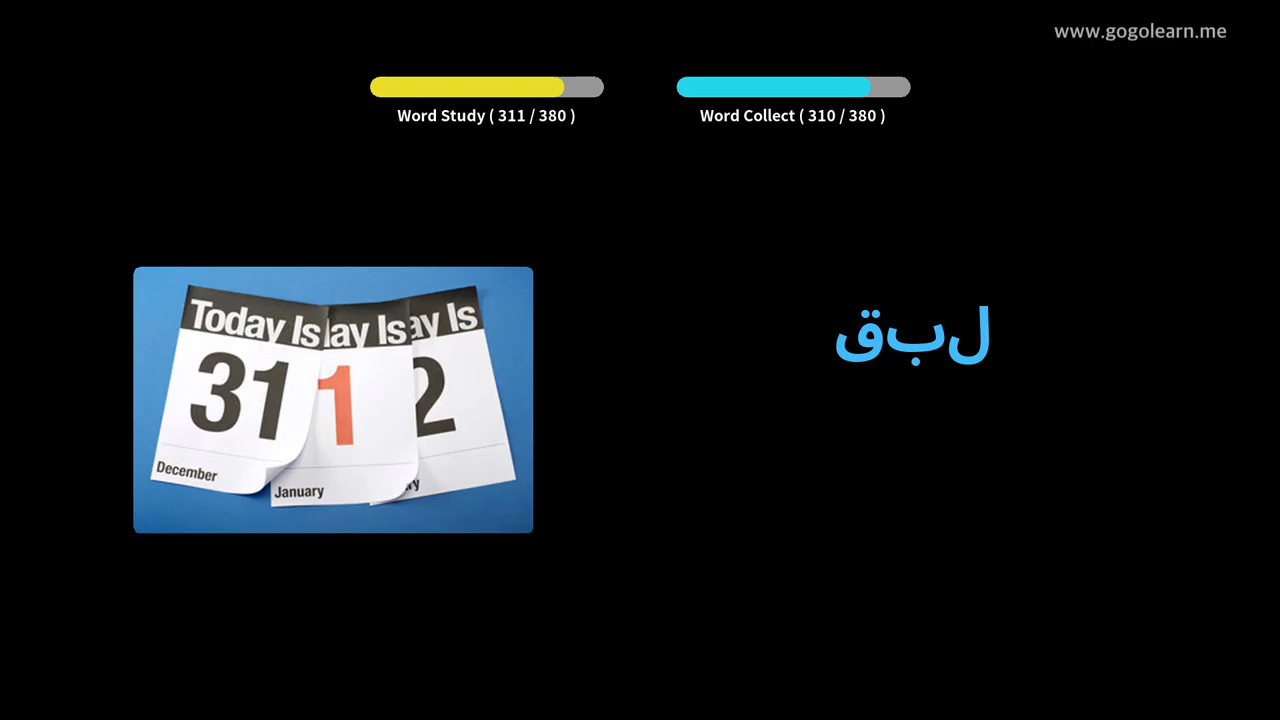 www.gogolearn.me
Word Study ( 311 / 380 )
Word Collect ( 310 / 380 )
ل‌ب‌ق
Today Is
31
December
ay Is
1
January
ay Is
2
ry